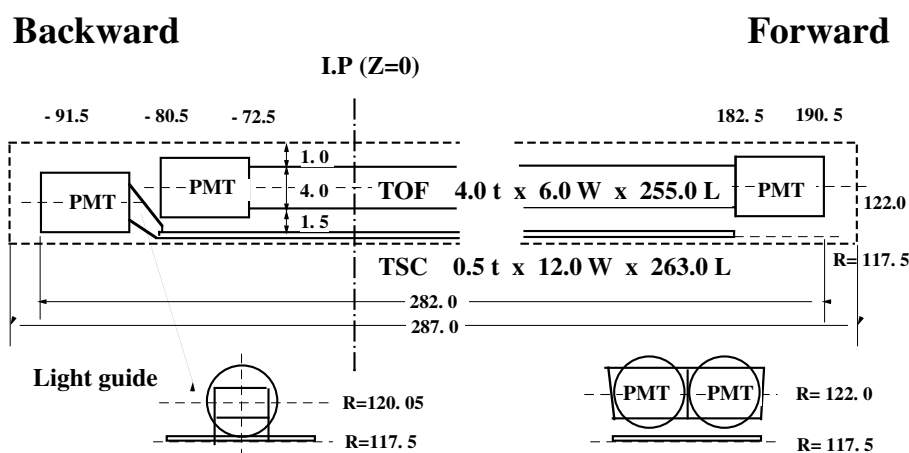 Backward
Forward
I.P (Z=0)
- 91.5 - 80.5 - 72.5 182. 5 190. 5
1. 0
PMT PMT 4. 0 TOF 4.0 t x 6.0 W x 255.0 L PMT 122.0
1. 5
TSC 0.5 t x 12.0 W x 263.0 L R= 117. 5
282. 0
287. 0
Light guide
PMT PMT
R=120. 05 R= 122. 0
R=117. 5 R= 117. 5